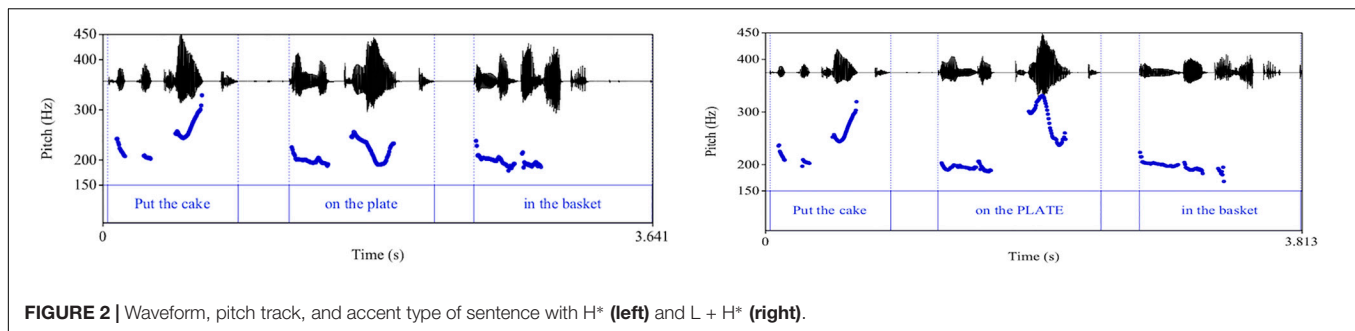 450
400
300
200
150
Pitch (Hz)
Put the cake
on the plate
in the basket
0
3.641
Time (s)
450
400
300
200
150
Pitch (Hz)
Put the cake
on the PLATE
in the basket
0
3.813
Time (s)
FIGURE 2 | Waveform, pitch track, and accent type of sentence with H* (left) and L + H* (right).